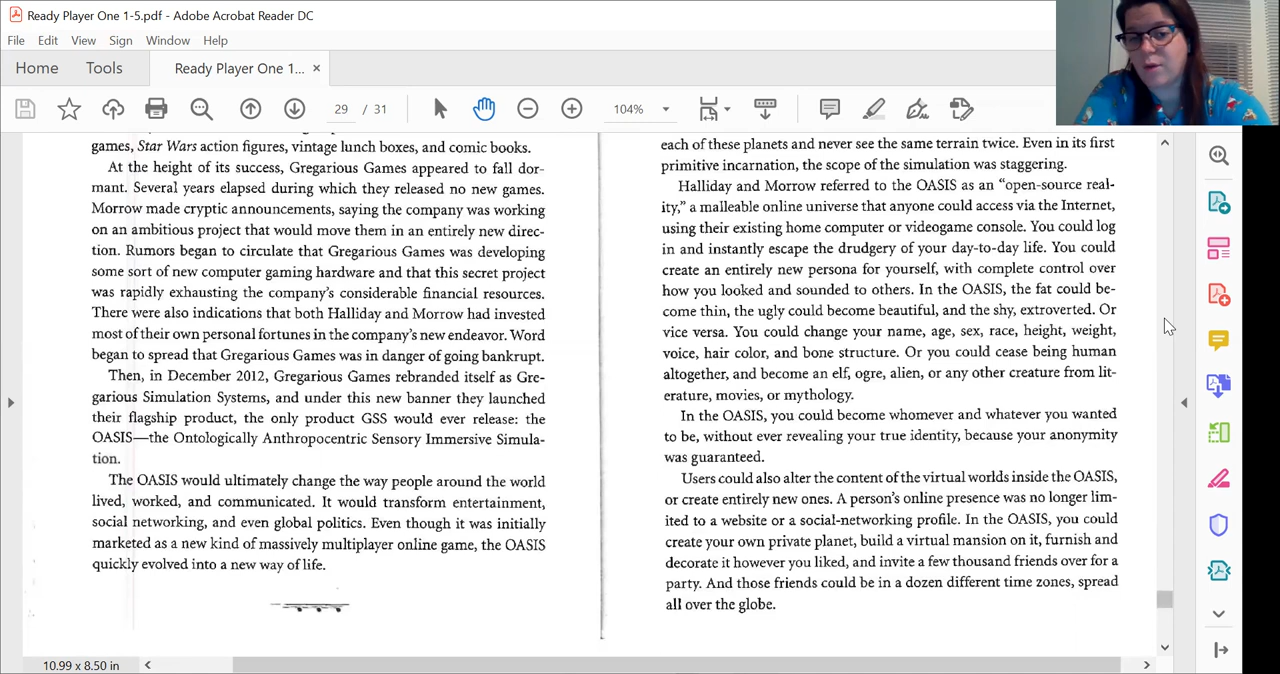 Ready Player One 1-5.pdf - Adobe Acrobat Reader DC
File Edit View Sign Window Help
Home Tools Ready Player One 1... ×
29 / 31 104%
games, Star Wars action figures, vintage lunch boxes, and comic books.
At the height of its success, Gregarious Games appeared to fall dor-
mant. Several years elapsed during which they released no new games.
Morrow made cryptic announcements, saying the company was working
on an ambitious project that would move them in an entirely new direc-
tion. Rumors began to circulate that Gregarious Games was developing
some sort of new computer gaming hardware and that this secret project
was rapidly exhausting the company's considerable financial resources.
There were also indications that both Halliday and Morrow had invested
most of their own personal fortunes in the company's new endeavor. Word
began to spread that Gregarious Games was in danger of going bankrupt.
Then, in December 2012, Gregarious Games rebranded itself as Gre-
garious Simulation Systems, and under this new banner they launched
their flagship product, the only product GSS would ever release: the
OASIS—the Ontologically Anthropocentric Sensory Immersive Simula-
tion.
The OASIS would ultimately change the way people around the world
lived, worked, and communicated. It would transform entertainment,
social networking, and even global politics. Even though it was initially
marketed as a new kind of massively multiplayer online game, the OASIS
quickly evolved into a new way of life.
each of these planets and never see the same terrain twice. Even in its first
primitive incarnation, the scope of the simulation was staggering.
Halliday and Morrow referred to the OASIS as an "open-source real-
ity," a malleable online universe that anyone could access via the Internet,
using their existing home computer or videogame console. You could log
in and instantly escape the drudgery of your day-to-day life. You could
create an entirely new persona for yourself, with complete control over
how you looked and sounded to others. In the OASIS, the fat could be-
come thin, the ugly could become beautiful, and the shy, extroverted. Or
vice versa. You could change your name, age, sex, race, height, weight,
voice, hair color, and bone structure. Or you could cease being human
altogether, and become an elf, ogre, alien, or any other creature from lit-
erature, movies, or mythology.
In the OASIS, you could become whomever and whatever you wanted
to be, without ever revealing your true identity, because your anonymity
was guaranteed.
Users could also alter the content of the virtual worlds inside the OASIS,
or create entirely new ones. A person's online presence was no longer lim-
ited to a website or a social-networking profile. In the OASIS, you could
create your own private planet, build a virtual mansion on it, furnish and
decorate it however you liked, and invite a few thousand friends over for a
party. And those friends could be in a dozen different time zones, spread
all over the globe.
10.99 x 8.50 in